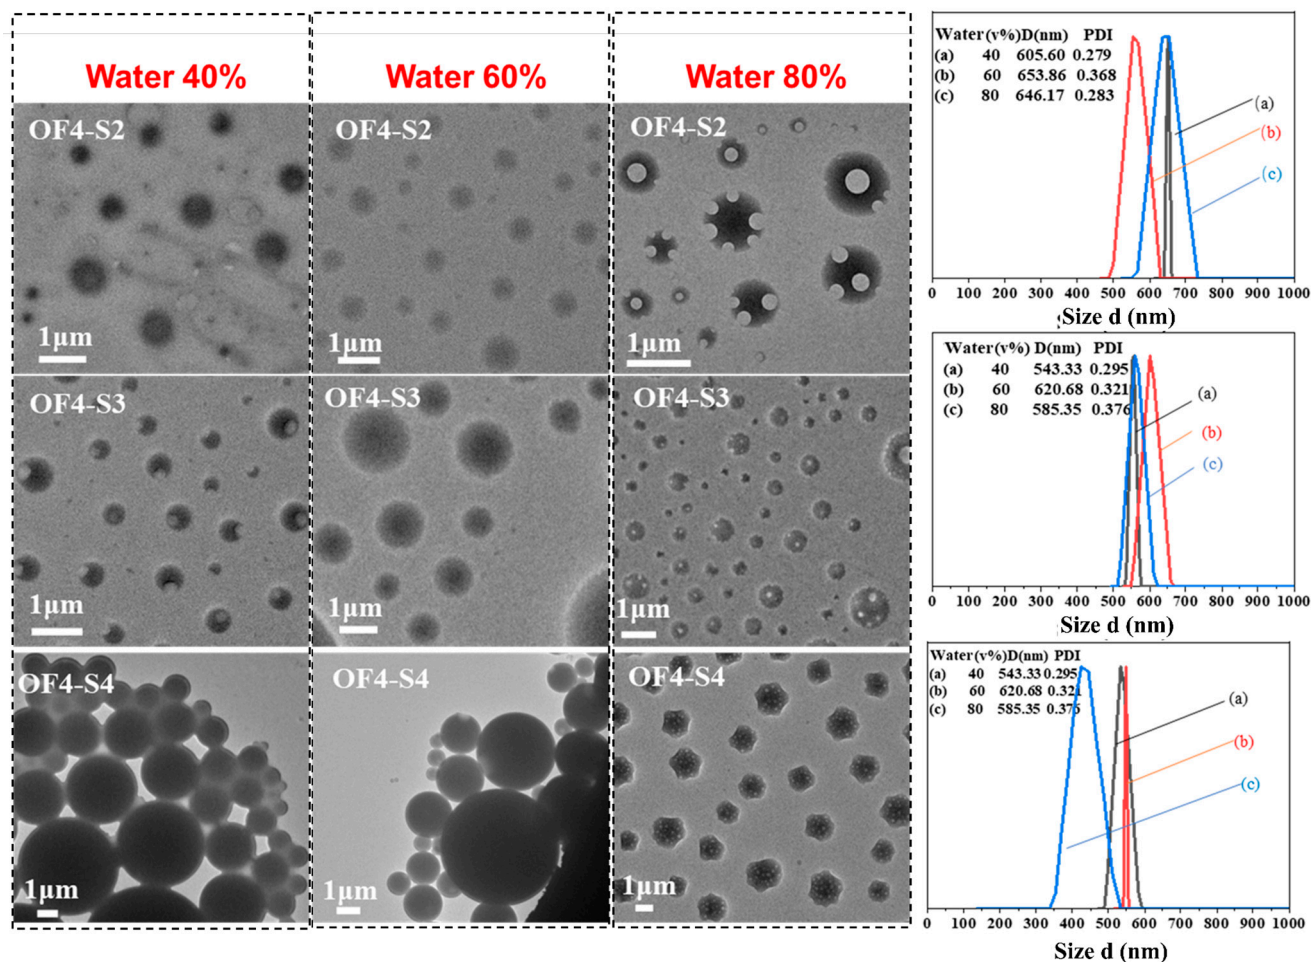 Water 40%
Water 60%
Water 80%
OF4-S2
OF4-S2
OF4-S2
1μm
1μm
1μm
OF4-S3
OF4-S3
OF4-S3
1μm
1μm
1μm
OF4-S4
OF4-S4
OF4-S4
1μm
1μm
1μm
Water(v%)D(nm) PDI
(a) 40 605.60 0.279
(b) 60 653.86 0.368
(c) 80 646.17 0.283
(a)
(b)
(c)
0 100 200 300 400 500 600 700 800 900 1000
Size d (nm)
Water(v%) D(nm) PDI
(a) 40 543.33 0.295
(b) 60 620.68 0.321
(c) 80 585.35 0.376
(a)
(b)
(c)
0 100 200 300 400 500 600 700 800 900 1000
Size d (nm)
Water(v%)D(nm) PDI
(a) 40 543.33 0.295
(b) 60 620.68 0.321
(c) 80 585.35 0.376
(a)
(b)
(c)
0 100 200 300 400 500 600 700 800 900 1000
Size d (nm)